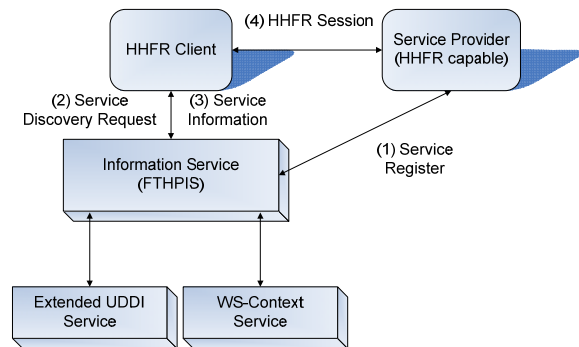 (4) HHFR Session
HHFR Client
Service Provider
(HHFR capable)
(2) Service
Discovery Request
(3) Service
Information
(1) Service
Register
Information Service
(FTHPIS)
Extended UDDI
Service
WS-Context
Service